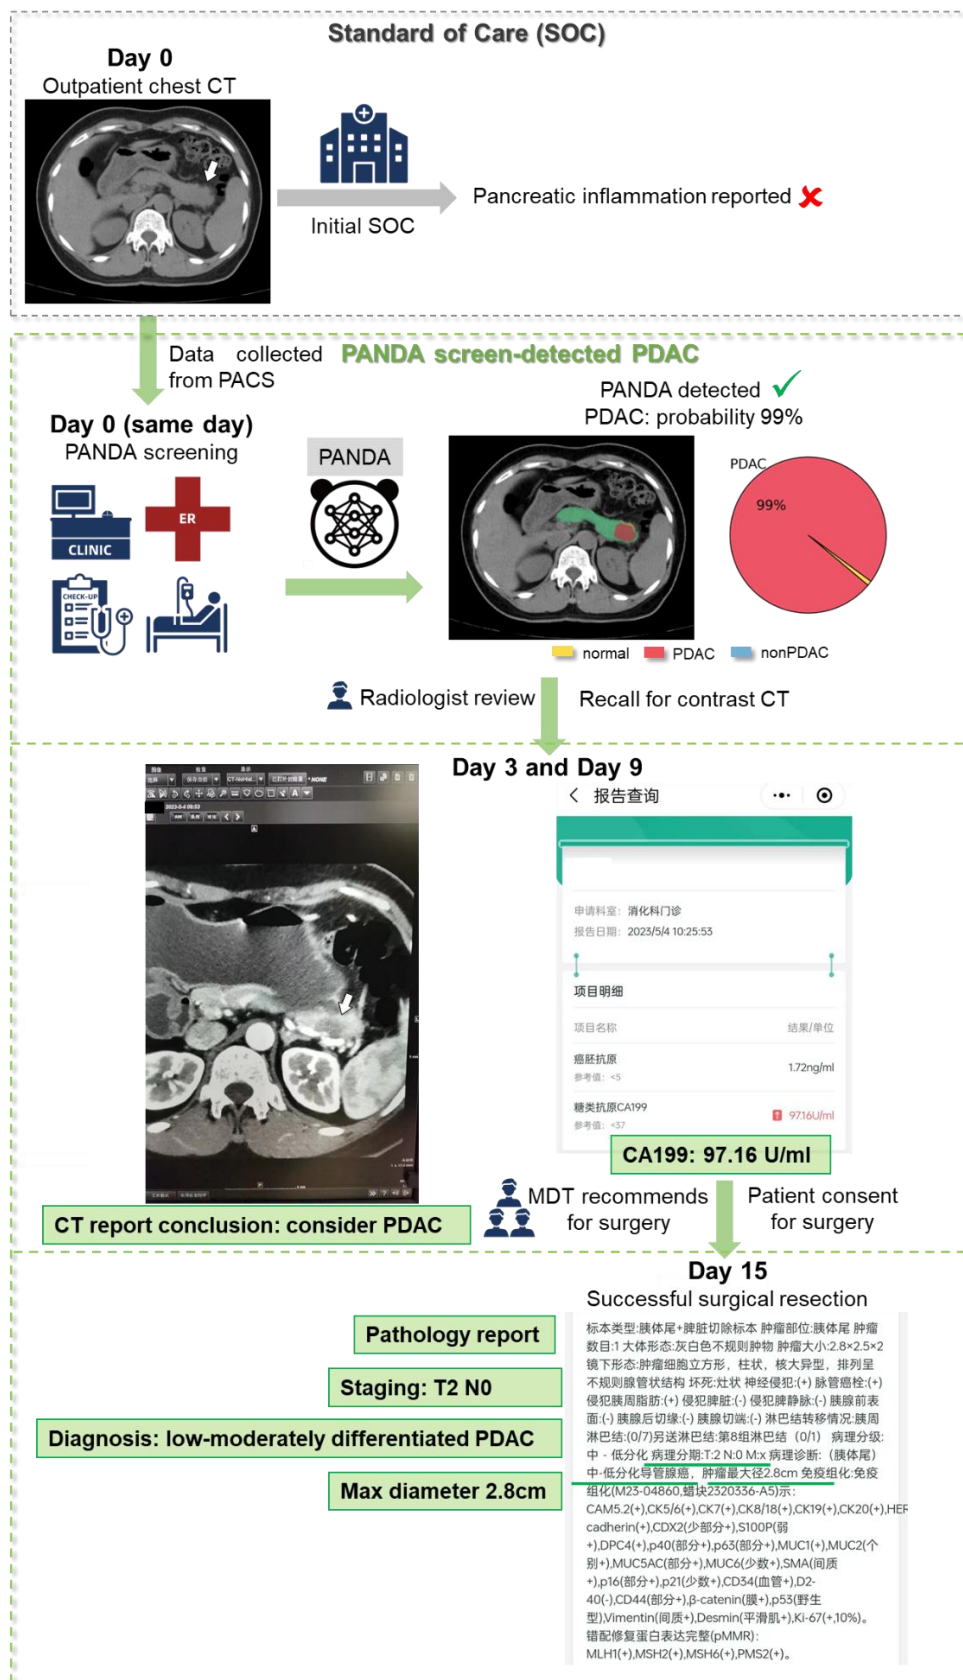 Standard of Care (SOC)
Day 0
Outpatient chest CT
Initial SOC
Pancreatic inflammation reported
Data collected
from PACS
PANDA screen-detected PDAC
PANDA detected
PDAC: probability 99%
Day 0 (same day)
PANDA screening
CLINIC
ER
CHECK-UP
PANDA
PDAC
99%
normal
PDAC
nonPDAC
Radiologist review
Recall for contrast CT
Day 3 and Day 9
NONE
2023-5-4
报告查询
申请科室: 消化科门诊
报告日期: 2023/5/4 10:25:53
项目明细
项目名称 结果/单位
癌胚抗原
参考值: <5
1.72ng/ml
糖类抗原CA199
参考值: <37
97.16U/ml
CA199: 97.16 U/ml
CT report conclusion: consider PDAC
MDT recommends
for surgery
Patient consent
for surgery
Day 15
Successful surgical resection
Pathology report
Staging: T2 N0
Diagnosis: low-moderately differentiated PDAC
Max diameter 2.8cm
标本类型:胰体尾+脾脏切除标本 肿瘤部位:胰体尾 肿瘤
数目:1 大体形态:灰白色不规则肿物 肿瘤大小:2.8×2.5×2
镜下形态:肿瘤细胞立方形，柱状，核大异型，排列呈
不规则腺管状结构 坏死:灶状 神经侵犯:(+) 脉管癌栓:(+)
侵犯胰周脂肪:(+) 侵犯脾脏:(-) 侵犯脾静脉:(-) 胰腺前表
面:(-) 胰腺后切缘:(-) 胰腺切端:(-) 淋巴结转移情况:胰周
淋巴结:(0/7)另送淋巴结:第8组淋巴结（0/1） 病理分级:
中 - 低分化 病理分期:T:2 N:0 M:x 病理诊断:（胰体尾）
中-低分化导管腺癌，肿瘤最大径2.8cm 免疫组化:免疫
组化(M23-04860,蜡块2320336-A5)示:
CAM5.2(+),CK5/6(+),CK7(+),CK8/18(+),CK19(+),CK20(+),HER
cadherin(+),CDX2(少部分+),S100P(弱
+),DPC4(+),p40(部分+),p63(部分+),MUC1(+),MUC2(个
别+),MUC5AC(部分+),MUC6(少数+),SMA(间质
+),p16(部分+),p21(少数+),CD34(血管+),D2-
40(-),CD44(部分+),β-catenin(膜+),p53(野生
型),Vimentin(间质+),Desmin(平滑肌+),Ki-67(+,10%)。
错配修复蛋白表达完整(pMMR):
MLH1(+),MSH2(+),MSH6(+),PMS2(+)。